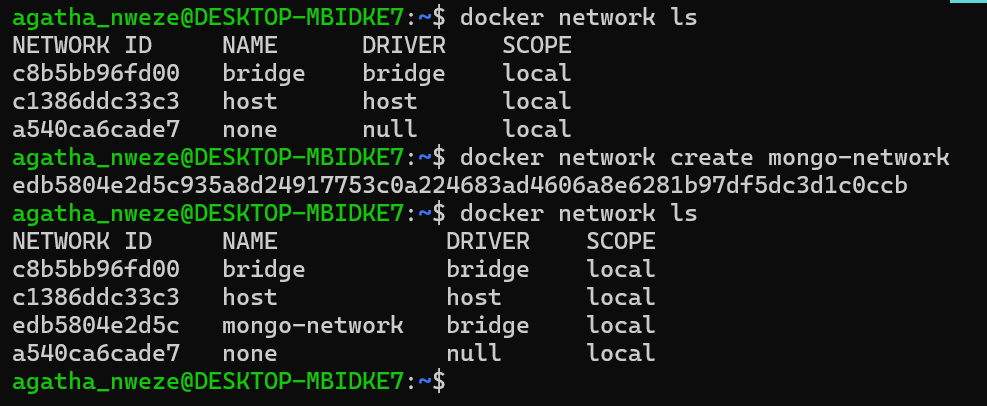 agatha_nweze@DESKTOP-MBIDKE7:~$ docker network ls
NETWORK ID     NAME      DRIVER    SCOPE
c8b5bb96fd00   bridge    bridge    local
c1386ddc33c3   host      host      local
a540ca6cade7   none      null      local
agatha_nweze@DESKTOP-MBIDKE7:~$ docker network create mongo-network
edb5804e2d5c935a8d24917753c0a224683ad4606a8e6281b97df5dc3d1c0ccb
agatha_nweze@DESKTOP-MBIDKE7:~$ docker network ls
NETWORK ID     NAME            DRIVER    SCOPE
c8b5bb96fd00   bridge          bridge    local
c1386ddc33c3   host            host      local
edb5804e2d5c   mongo-network   bridge    local
a540ca6cade7   none            null      local
agatha_nweze@DESKTOP-MBIDKE7:~$